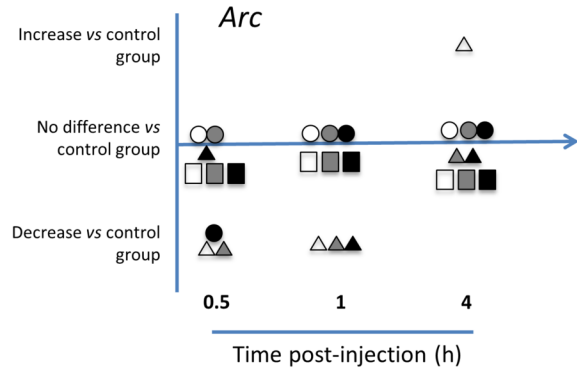 Arc
Increase vs control
group
No difference vs
control group
Decrease vs control
group
0.5 1 4
Time post-injection (h)